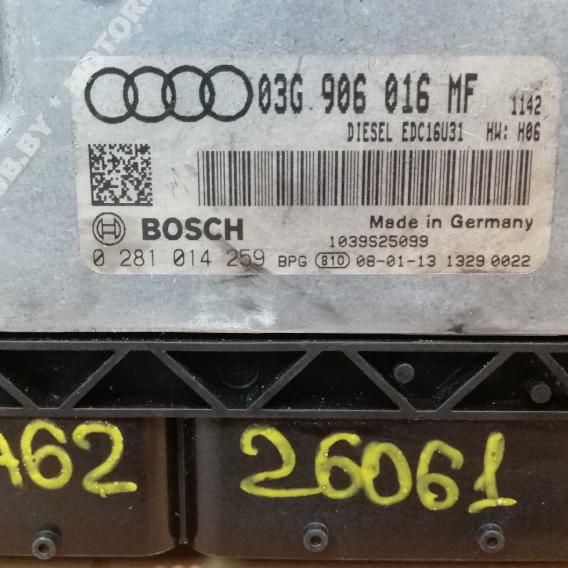 03G 906 016 MF 1142
DIESEL EDC16U31 HW: H06
BOSCH Made in Germany
1039S25099
0 281 014 259 BPG 810 08-01-13 1329 0022
A62 26061